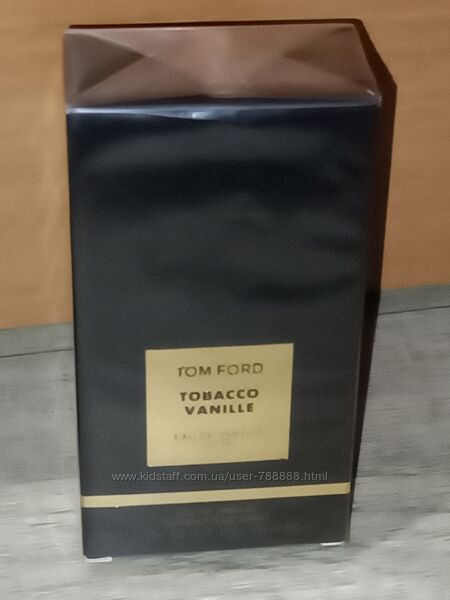 TOM FORD
TOBACCO
VANILLE
EAU DE PARFUM
www.kidstaff.com.ua/user-788888.html